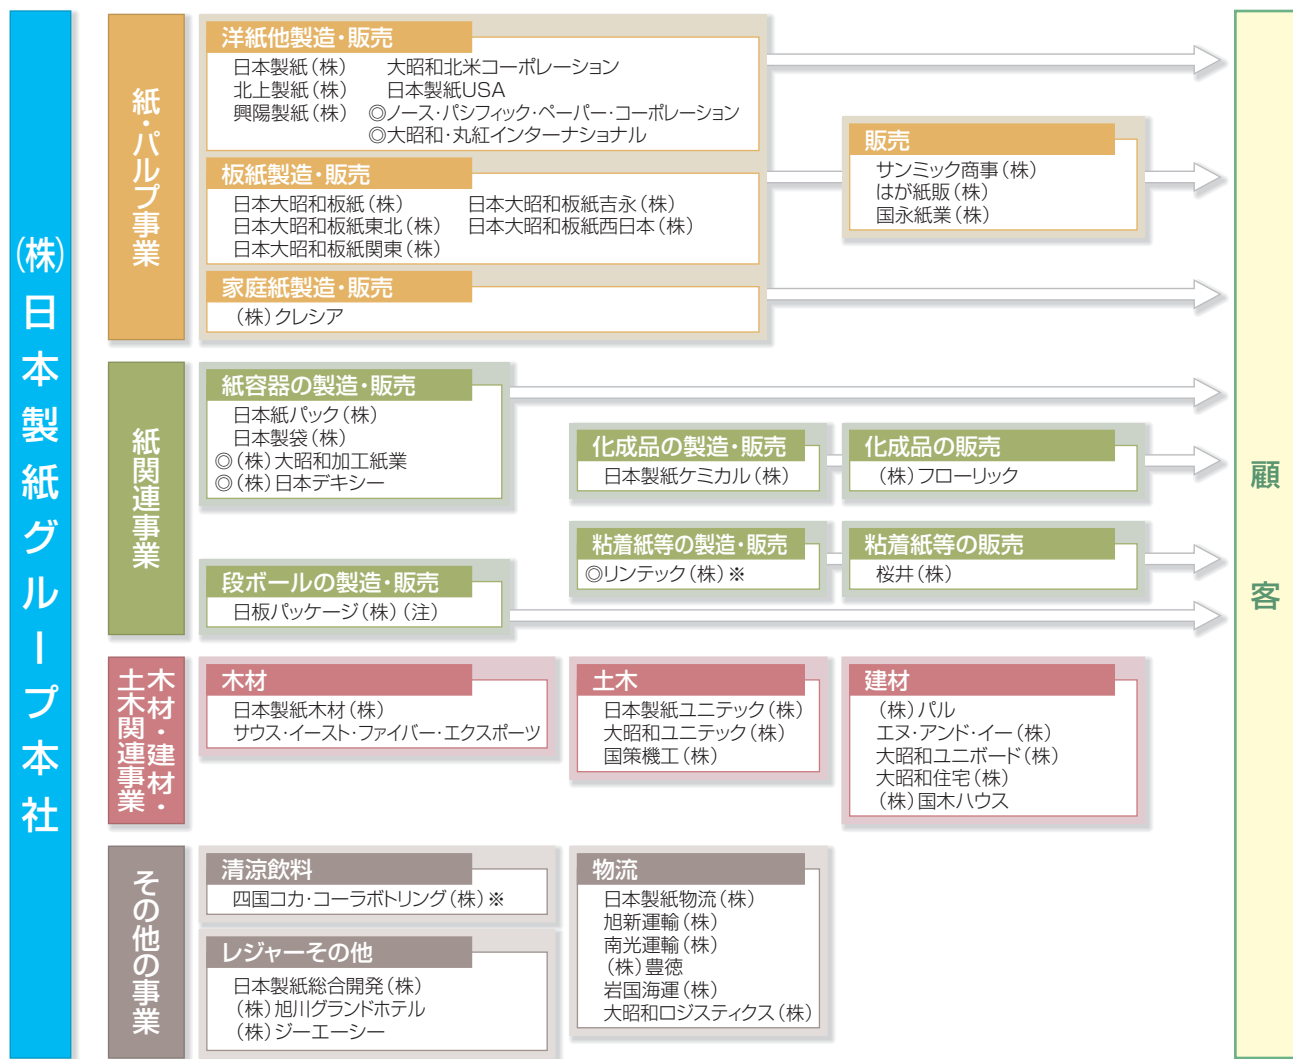 (株)日本製紙グループ本社
紙・パルプ事業
洋紙他製造・販売
日本製紙(株) 大昭和北米コーポレーション
北上製紙(株) 日本製紙USA
興陽製紙(株) ◎ノース・パシフィック・ペーパー・コーポレーション
◎大昭和・丸紅インターナショナル
板紙製造・販売
日本大昭和板紙(株) 日本大昭和板紙吉永(株)
日本大昭和板紙東北(株) 日本大昭和板紙西日本(株)
日本大昭和板紙関東(株)
家庭紙製造・販売
(株)クレシア
販売
サンミック商事(株)
はが紙販(株)
国永紙業(株)
紙関連事業
紙容器の製造・販売
日本紙パック(株)
日本製袋(株)
◎(株)大昭和加工紙業
◎(株)日本デキシー
化成品の製造・販売
日本製紙ケミカル(株)
化成品の販売
(株)フローリック
粘着紙等の製造・販売
◎リンテック(株)※
粘着紙等の販売
桜井(株)
段ボールの製造・販売
日板パッケージ(株)(注)
木材・建材・
土木関連事業
木材
日本製紙木材(株)
サウス・イースト・ファイバー・エクスポーツ
土木
日本製紙ユニテック(株)
大昭和ユニテック(株)
国策機工(株)
建材
(株)パル
エヌ・アンド・イー(株)
大昭和ユニボード(株)
大昭和住宅(株)
(株)国木ハウス
その他の事業
清涼飲料
四国コカ・コーラボトリング(株)※
レジャーその他
日本製紙総合開発(株)
(株)旭川グランドホテル
(株)ジーエーシー
物流
日本製紙物流(株)
旭新運輸(株)
南光運輸(株)
(株)豊徳
岩国海運(株)
大昭和ロジスティクス(株)
顧客